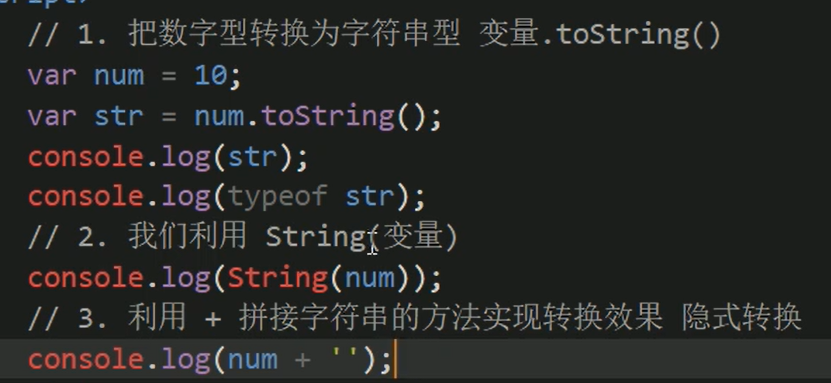 // 1. 把数字型转换为字符串型 变量.toString()
var num = 10;
var str = num.toString();
console.log(str);
console.log(typeof str);
// 2. 我们利用 String(变量)
console.log(String(num));
// 3. 利用 + 拼接字符串的方法实现转换效果 隐式转换
console.log(num + '');